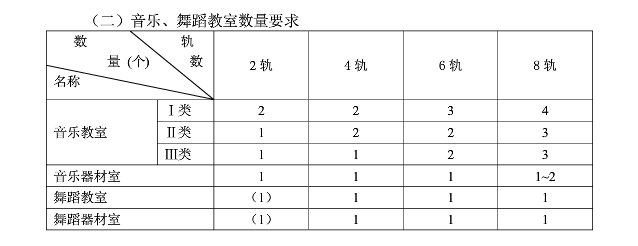 （二）音乐、舞蹈教室数量要求
数 轨
量 (个) 数 2 轨 4 轨 6 轨 8 轨
名称
音乐教室 Ⅰ类 2 2 3 4
Ⅱ类 1 2 2 3
Ⅲ类 1 1 2 3
音乐器材室 1 1 1 1~2
舞蹈教室 (1) 1 1 1
舞蹈器材室 (1) 1 1 1